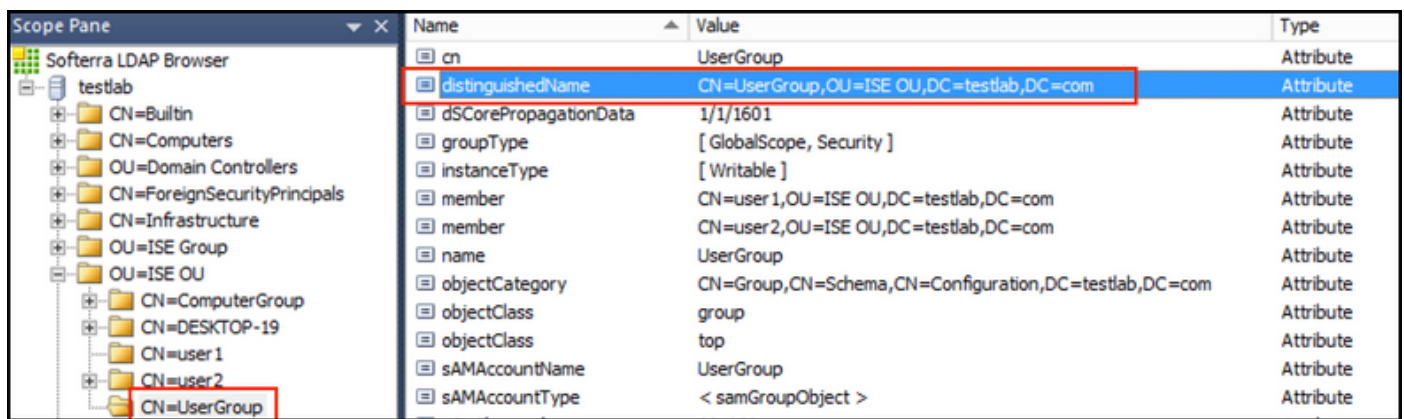 Scope Pane
Softerra LDAP Browser
testlab
CN=Builtin
CN=Computers
OU=Domain Controllers
CN=ForeignSecurityPrincipals
CN=Infrastructure
OU=ISE Group
OU=ISE OU
CN=ComputerGroup
CN=DESKTOP-19
CN=user1
CN=user2
CN=UserGroup
Name Value Type
cn UserGroup Attribute
distinguishedName CN=UserGroup,OU=ISE OU,DC=testlab,DC=com Attribute
dSCorePropagationData 1/1/1601 Attribute
groupType [ GlobalScope, Security ] Attribute
instanceType [ Writable ] Attribute
member CN=user1,OU=ISE OU,DC=testlab,DC=com Attribute
member CN=user2,OU=ISE OU,DC=testlab,DC=com Attribute
name UserGroup Attribute
objectCategory CN=Group,CN=Schema,CN=Configuration,DC=testlab,DC=com Attribute
objectClass group Attribute
objectClass top Attribute
sAMAccountName UserGroup Attribute
sAMAccountType < samGroupObject > Attribute